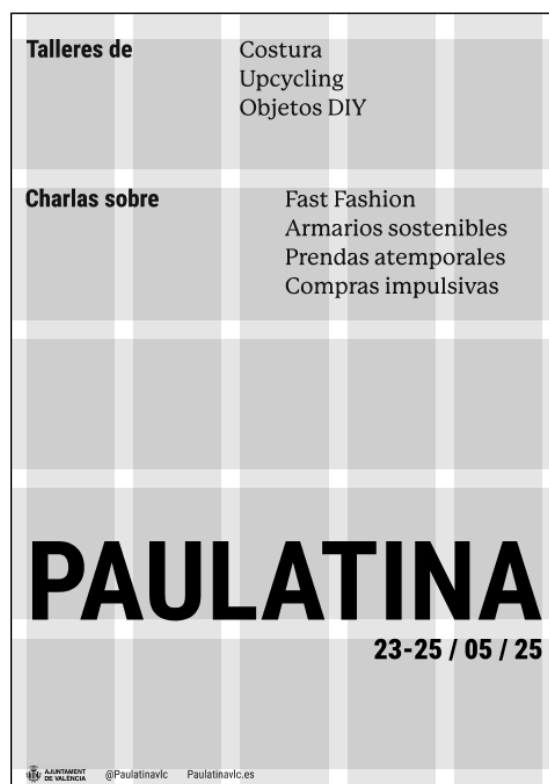 Talleres de
Costura
Upcycling
Objetos DIY
Charlas sobre
Fast Fashion
Armarios sostenibles
Prendas atemporales
Compras impulsivas
PAULATINA
23-25 / 05 / 25
AJUNTAMENT
DE VALÈNCIA
@Paulatinavlc
Paulatinavlc.es